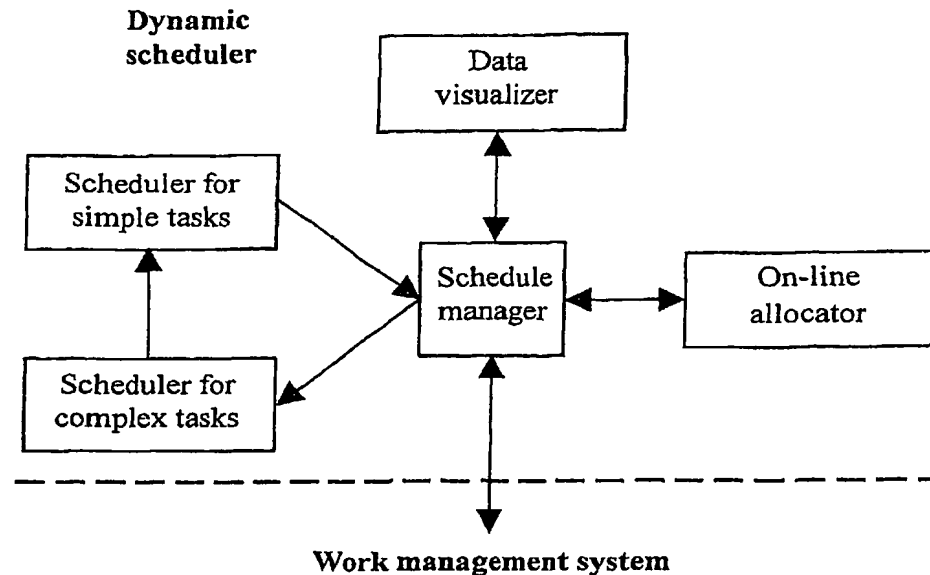 Dynamic
scheduler
Data
visualizer
Scheduler for
simple tasks
Schedule
manager
On-line
allocator
Scheduler for
complex tasks
Work management system